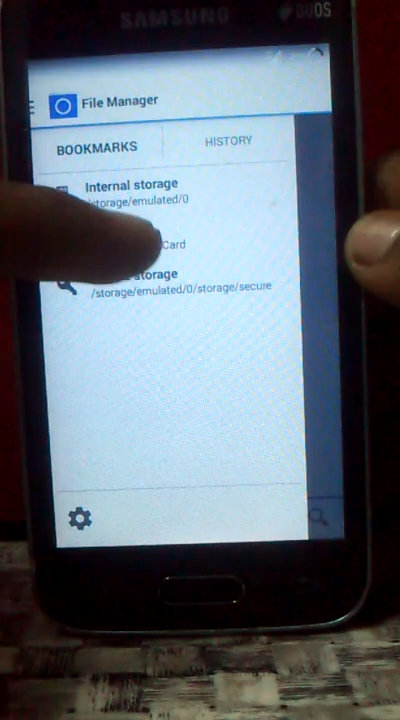 SAMSUNG
DUOS
File Manager
BOOKMARKS
HISTORY
Internal storage
/storage/emulated/0
Card
storage
/storage/emulated/0/storage/secure